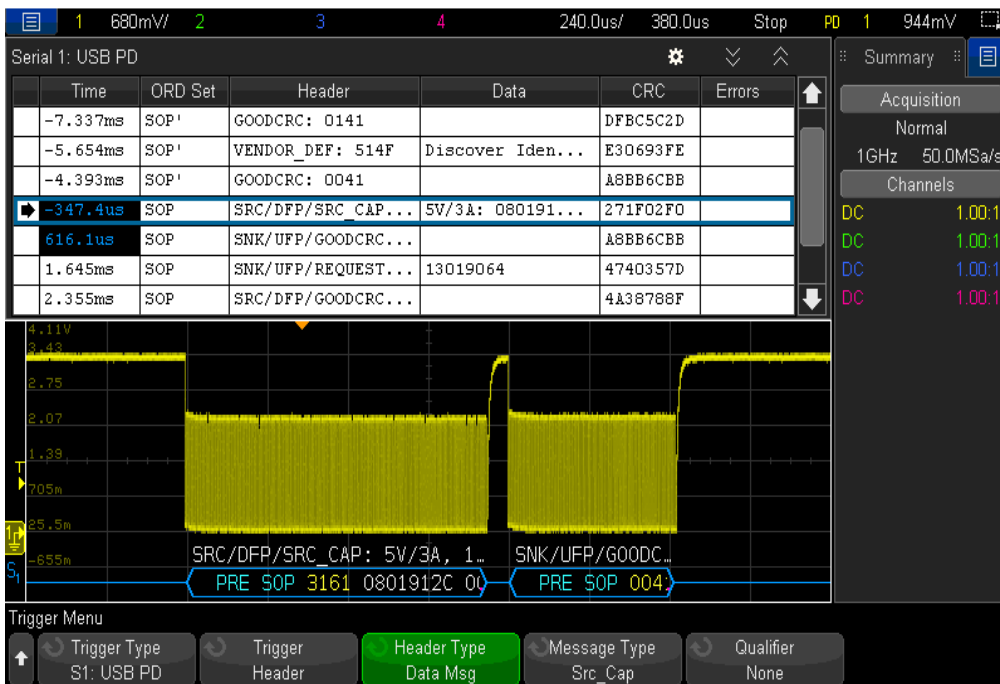 1 680mV/ 2 3 4 240.0us/ 380.0us Stop PD 1 944mV
Serial 1: USB PD
Summary
Time ORD Set Header Data CRC Errors
-7.337ms SOP' GOODCRC: 0141 DFBC5C2D
-5.654ms SOP' VENDOR_DEF: 514F Discover Iden... E30693FE
-4.393ms SOP' GOODCRC: 0041 A8BB6CBB
-347.4us SOP SRC/DFP/SRC_CAP... 5V/3A: 080191... 271F02F0
616.1us SOP SNK/UFP/GOODCRC... A8BB6CBB
1.645ms SOP SNK/UFP/REQUEST... 13019064 4740357D
2.355ms SOP SRC/DFP/GOODCRC... 4A38788F
Acquisition
Normal
1GHz 50.0MSa/s
Channels
DC 1.00:1
DC 1.00:1
DC 1.00:1
DC 1.00:1
4.11V
3.43
2.75
2.07
1.39
T
705m
25.5m
-655m
SRC/DFP/SRC_CAP: 5V/3A, 1… SNK/UFP/GOODC…
S1 PRE SOP 3161 0801912C 00 PRE SOP 004
Trigger Menu
Trigger Type
S1: USB PD
Trigger
Header
Header Type
Data Msg
Message Type
Src_Cap
Qualifier
None